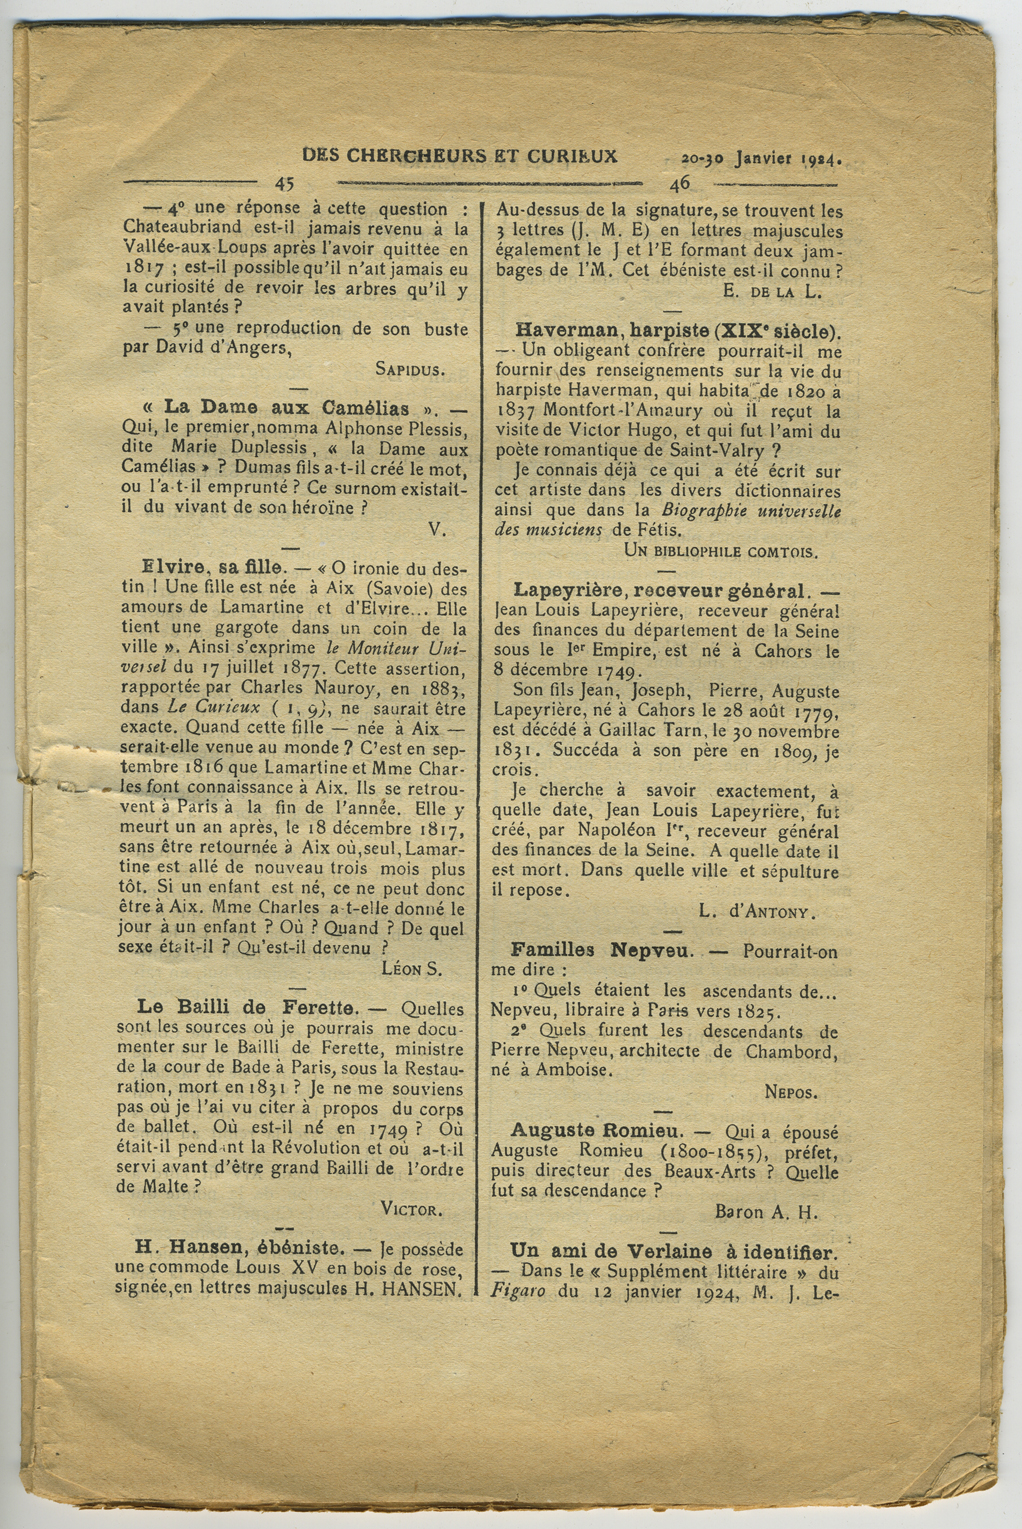 DES CHERCHEURS ET CURIEUX
20-30 Janvier 1924.
45
46
— 4° une réponse à cette question :
Chateaubriand est-il jamais revenu à la
Vallée-aux-Loups après l'avoir quittée en
1817 ; est-il possible qu'il n'ait jamais eu
la curiosité de revoir les arbres qu'il y
avait plantés ?
— 5° une reproduction de son buste
par David d'Angers,
SAPIDUS.
« La Dame aux Camélias ». —
Qui, le premier, nomma Alphonse Plessis,
dite Marie Duplessis, « la Dame aux
Camélias » ? Dumas fils a-t-il créé le mot,
ou l'a-t-il emprunté ? Ce surnom existait-
il du vivant de son héroïne ?
V.
Elvire, sa fille. — « O ironie du des-
tin ! Une fille est née à Aix (Savoie) des
amours de Lamartine et d'Elvire... Elle
tient une gargote dans un coin de la
ville ». Ainsi s'exprime le Moniteur Uni-
versel du 17 juillet 1877. Cette assertion,
rapportée par Charles Nauroy, en 1883,
dans Le Curieux ( 1, 9), ne saurait être
exacte. Quand cette fille — née à Aix —
serait-elle venue au monde ? C'est en sep-
tembre 1816 que Lamartine et Mme Char-
les font connaissance à Aix. Ils se retrou-
vent à Paris à la fin de l'année. Elle y
meurt un an après, le 18 décembre 1817,
sans être retournée à Aix où, seul, Lamar-
tine est allé de nouveau trois mois plus
tôt. Si un enfant est né, ce ne peut donc
être à Aix. Mme Charles a-t-elle donné le
jour à un enfant ? Où ? Quand ? De quel
sexe était-il ? Qu'est-il devenu ?
LÉON S.
Le Bailli de Ferette. — Quelles
sont les sources où je pourrais me docu-
menter sur le Bailli de Ferette, ministre
de la cour de Bade à Paris, sous la Restau-
ration, mort en 1831 ? Je ne me souviens
pas où je l'ai vu citer à propos du corps
de ballet. Où est-il né en 1749 ? Où
était-il pendant la Révolution et où a-t-il
servi avant d'être grand Bailli de l'ordre
de Malte ?
VICTOR.
H. Hansen, ébéniste. — Je possède
une commode Louis XV en bois de rose,
signée, en lettres majuscules H. HANSEN.
Au-dessus de la signature, se trouvent les
3 lettres (J. M. E) en lettres majuscules
également le J et l'E formant deux jam-
bages de l'M. Cet ébéniste est-il connu ?
E. DE LA L.
Haverman, harpiste (XIXe siècle).
— Un obligeant confrère pourrait-il me
fournir des renseignements sur la vie du
harpiste Haverman, qui habita de 1820 à
1837 Montfort-l'Amaury où il reçut la
visite de Victor Hugo, et qui fut l'ami du
poète romantique de Saint-Valry ?
Je connais déjà ce qui a été écrit sur
cet artiste dans les divers dictionnaires
ainsi que dans la Biographie universelle
des musiciens de Fétis.
UN BIBLIOPHILE COMTOIS.
Lapeyrière, receveur général. —
Jean Louis Lapeyrière, receveur général
des finances du département de la Seine
sous le Ier Empire, est né à Cahors le
8 décembre 1749.
Son fils Jean, Joseph, Pierre, Auguste
Lapeyrière, né à Cahors le 28 août 1779,
est décédé à Gaillac Tarn, le 30 novembre
1831. Succéda à son père en 1809, je
crois.
Je cherche à savoir exactement, à
quelle date, Jean Louis Lapeyrière, fut
créé, par Napoléon Ier, receveur général
des finances de la Seine. A quelle date il
est mort. Dans quelle ville et sépulture
il repose.
L. d'ANTONY.
Familles Nepveu. — Pourrait-on
me dire :
1° Quels étaient les ascendants de...
Nepveu, libraire à Paris vers 1825.
2° Quels furent les descendants de
Pierre Nepveu, architecte de Chambord,
né à Amboise.
NEPOS.
Auguste Romieu. — Qui a épousé
Auguste Romieu (1800-1855), préfet,
puis directeur des Beaux-Arts ? Quelle
fut sa descendance ?
Baron A. H.
Un ami de Verlaine à identifier.
— Dans le « Supplément littéraire » du
Figaro du 12 janvier 1924, M. J. Le-